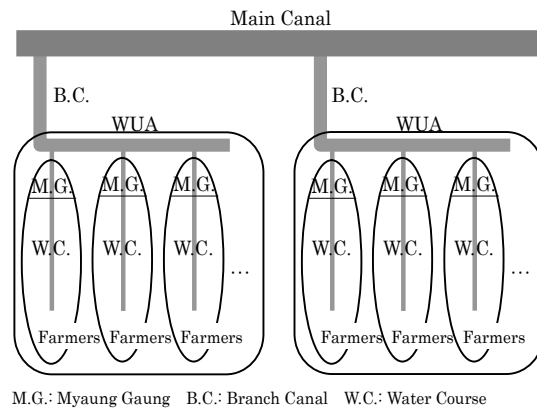 Main Canal
B.C. B.C.
WUA WUA
M.G. M.G. M.G. M.G. M.G. M.G.
W.C. W.C. W.C. ... W.C. W.C. W.C. ...
Farmers Farmers Farmers Farmers Farmers Farmers
M.G.: Myaung Gaung B.C.: Branch Canal W.C.: Water Course